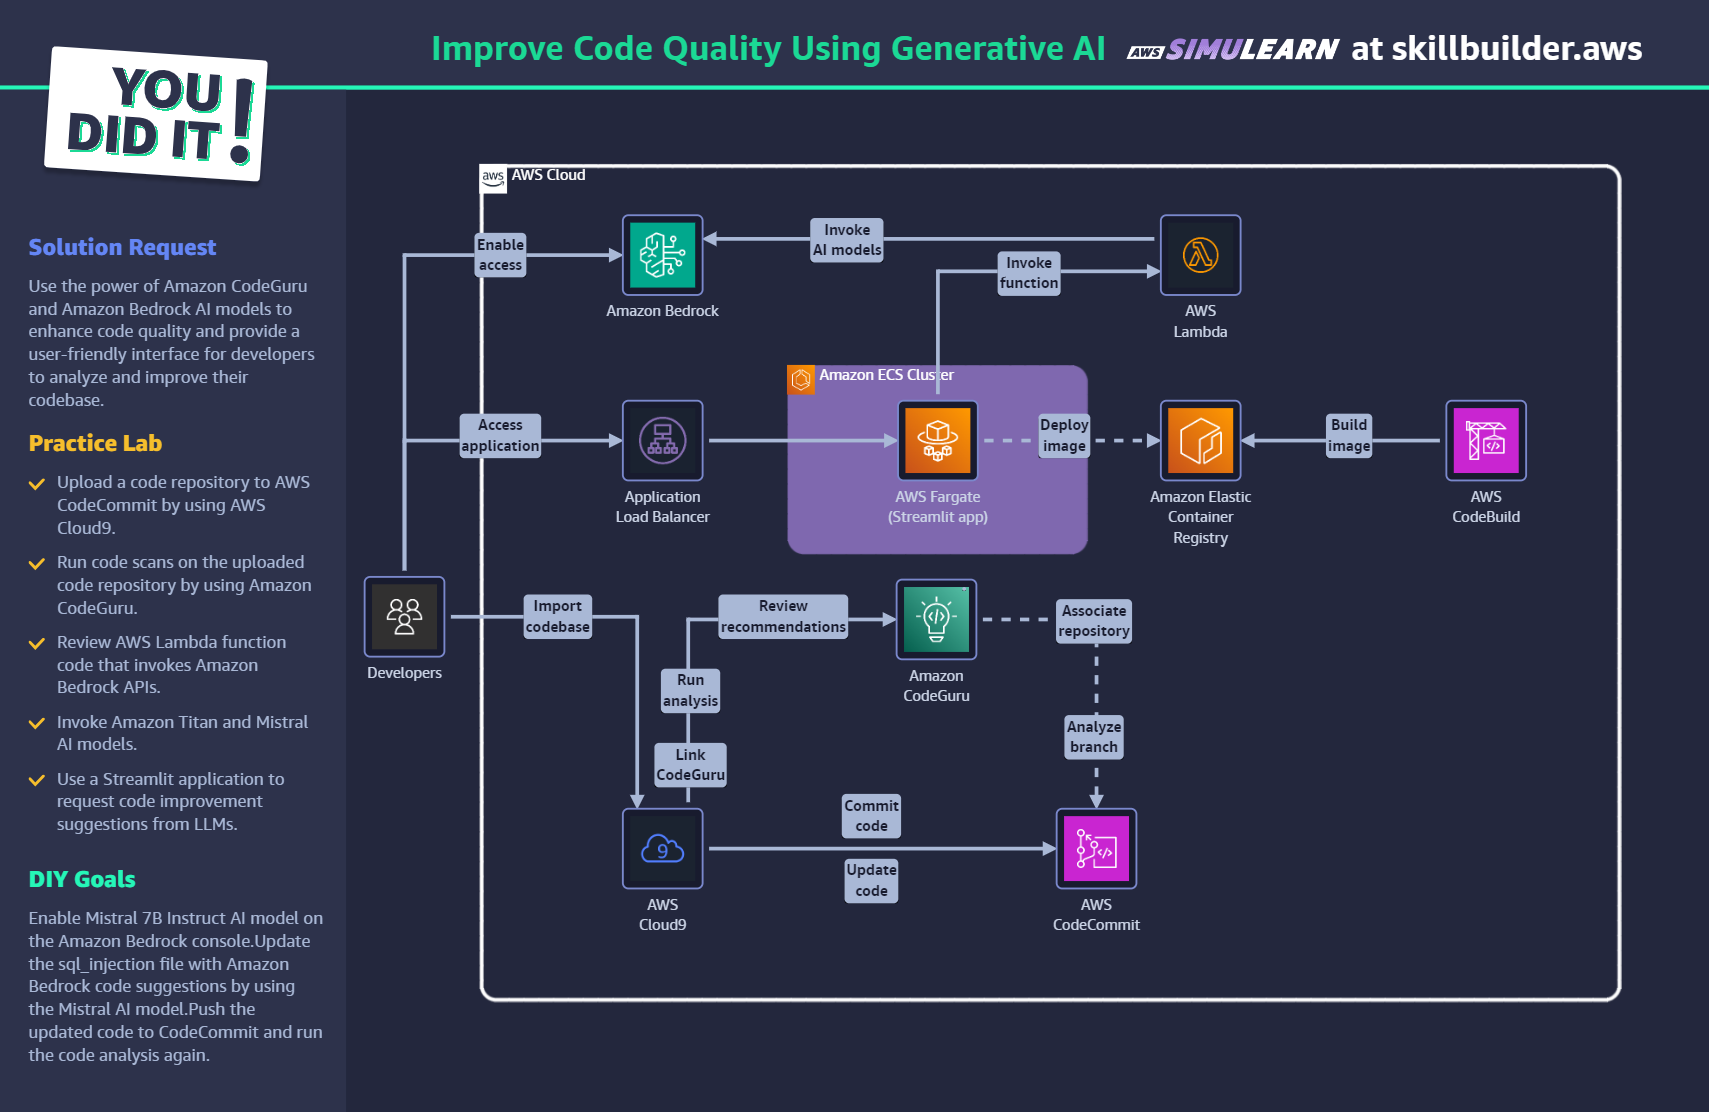 Improve Code Quality Using Generative AI aws SIMULEARN at skillbuilder.aws
YOU
DID IT!
Solution Request
Use the power of Amazon CodeGuru
and Amazon Bedrock AI models to
enhance code quality and provide a
user-friendly interface for developers
to analyze and improve their
codebase.
Practice Lab
Upload a code repository to AWS
CodeCommit by using AWS
Cloud9.
Run code scans on the uploaded
code repository by using Amazon
CodeGuru.
Review AWS Lambda function
code that invokes Amazon
Bedrock APIs.
Invoke Amazon Titan and Mistral
AI models.
Use a Streamlit application to
request code improvement
suggestions from LLMs.
DIY Goals
Enable Mistral 7B Instruct AI model on
the Amazon Bedrock console.Update
the sql_injection file with Amazon
Bedrock code suggestions by using
the Mistral AI model.Push the
updated code to CodeCommit and run
the code analysis again.
aws AWS Cloud
Enable
access
Amazon Bedrock
Invoke
AI models
Invoke
function
AWS
Lambda
Amazon ECS Cluster
Access
application
Application
Load Balancer
AWS Fargate
(Streamlit app)
Deploy
image
Amazon Elastic
Container
Registry
Build
image
AWS
CodeBuild
Developers
Import
codebase
Review
recommendations
Run
analysis
Link
CodeGuru
Amazon
CodeGuru
Associate
repository
Analyze
branch
Commit
code
Update
code
9
AWS
Cloud9
AWS
CodeCommit